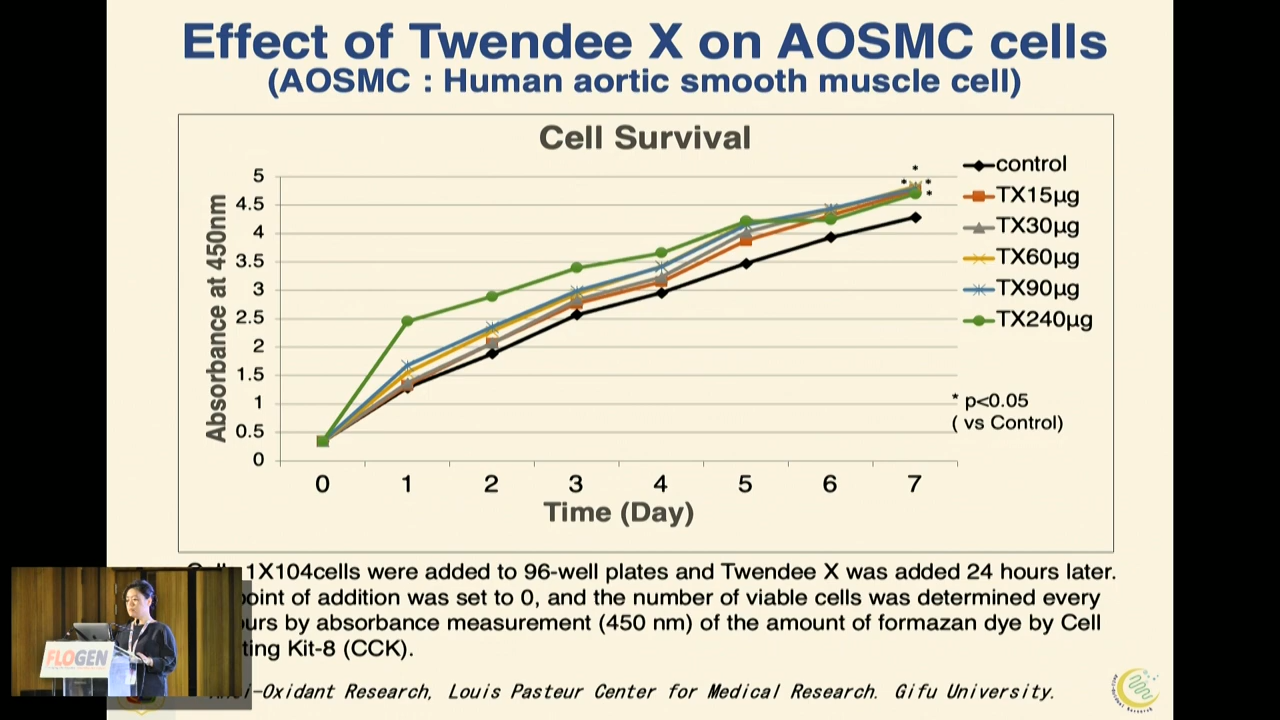 Effect of Twendee X on AOSMC cells
(AOSMC : Human aortic smooth muscle cell)
Cell Survival
Absorbance at 450nm
5
4.5
4
3.5
3
2.5
2
1.5
1
0.5
0
0 1 2 3 4 5 6 7
Time (Day)
control
TX15µg
TX30µg
TX60µg
TX90µg
TX240µg
* p<0.05
( vs Control)
1X104cells were added to 96-well plates and Twendee X was added 24 hours later.
of addition was set to 0, and the number of viable cells was determined every
by absorbance measurement (450 nm) of the amount of formazan dye by Cell
Kit-8 (CCK).
FLOGEN
-Oxidant Research, Louis Pasteur Center for Medical Research. Gifu University.